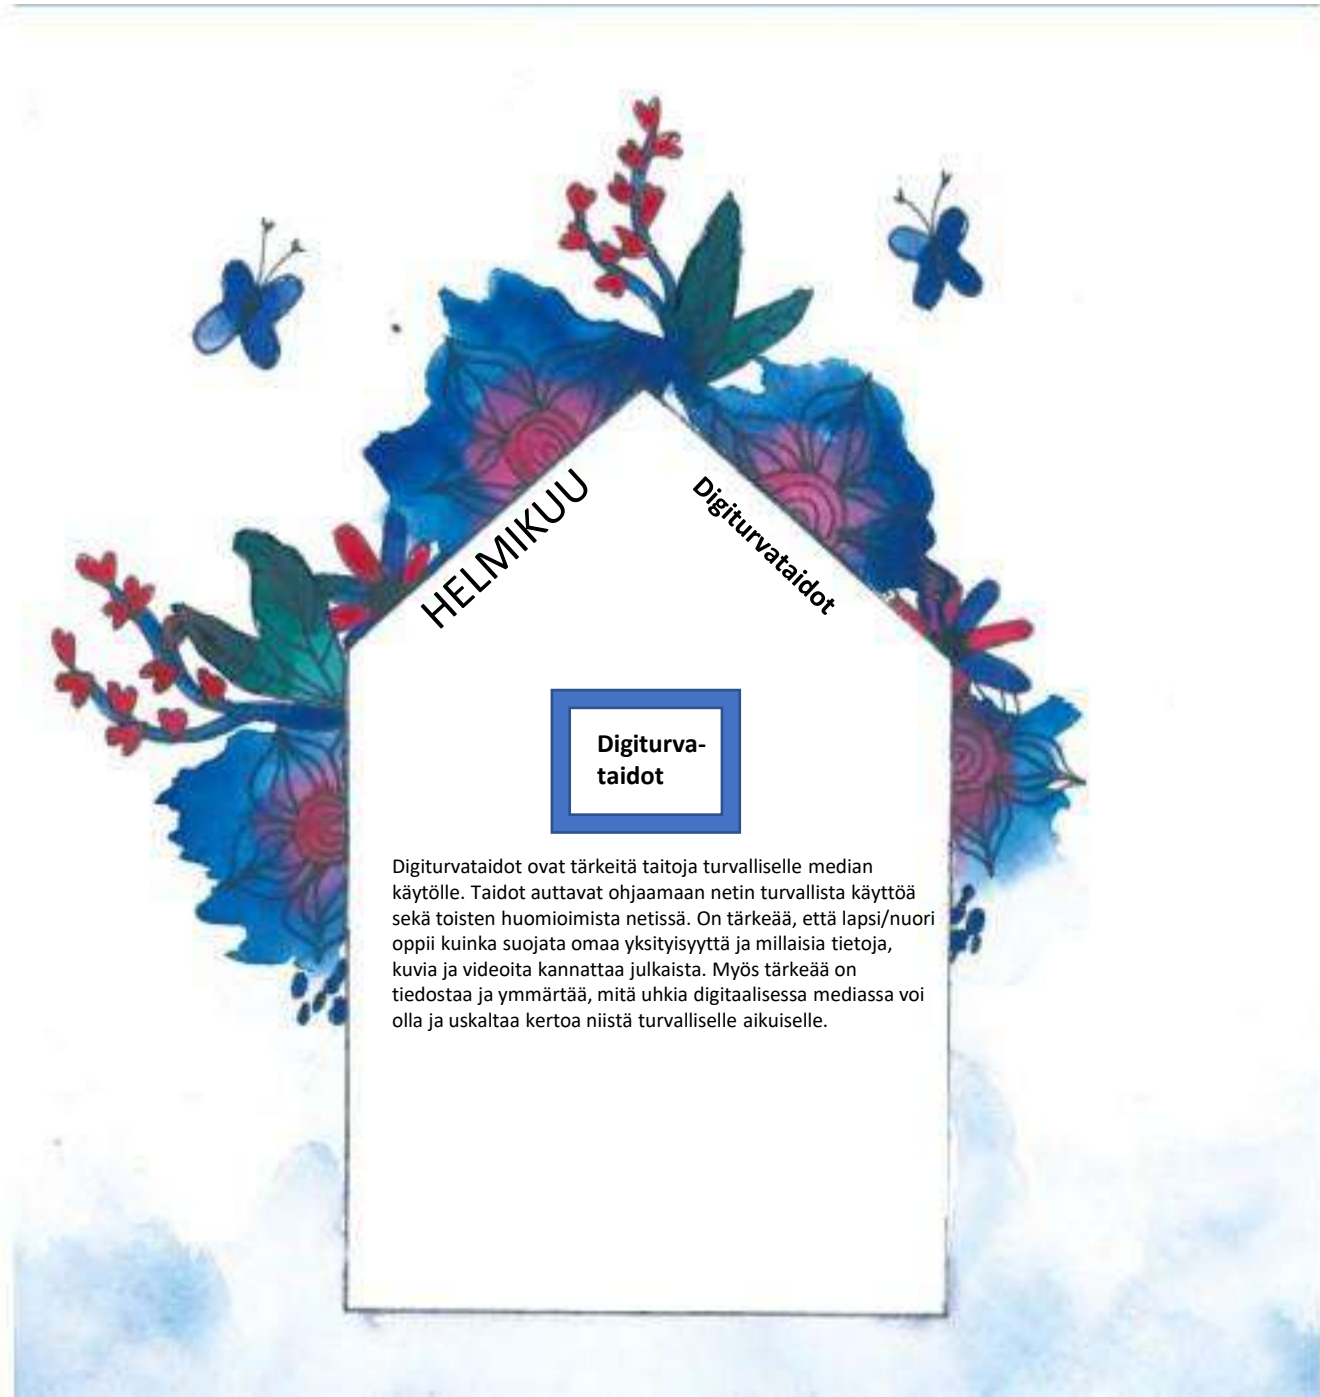 HELMIKUU
Digiturvataidot
Digiturva-
taidot
Digiturvataidot ovat tärkeitä taitoja turvalliselle median
käytölle. Taidot auttavat ohjaamaan netin turvallista käyttöä
sekä toisten huomioimista netissä. On tärkeää, että lapsi/nuori
oppii kuinka suojata omaa yksityisyyttä ja millaisia tietoja,
kuvia ja videoita kannattaa julkaista. Myös tärkeää on
tiedostaa ja ymmärtää, mitä uhkia digitaalisessa mediassa voi
olla ja uskaltaa kertoa niistä turvalliselle aikuiselle.